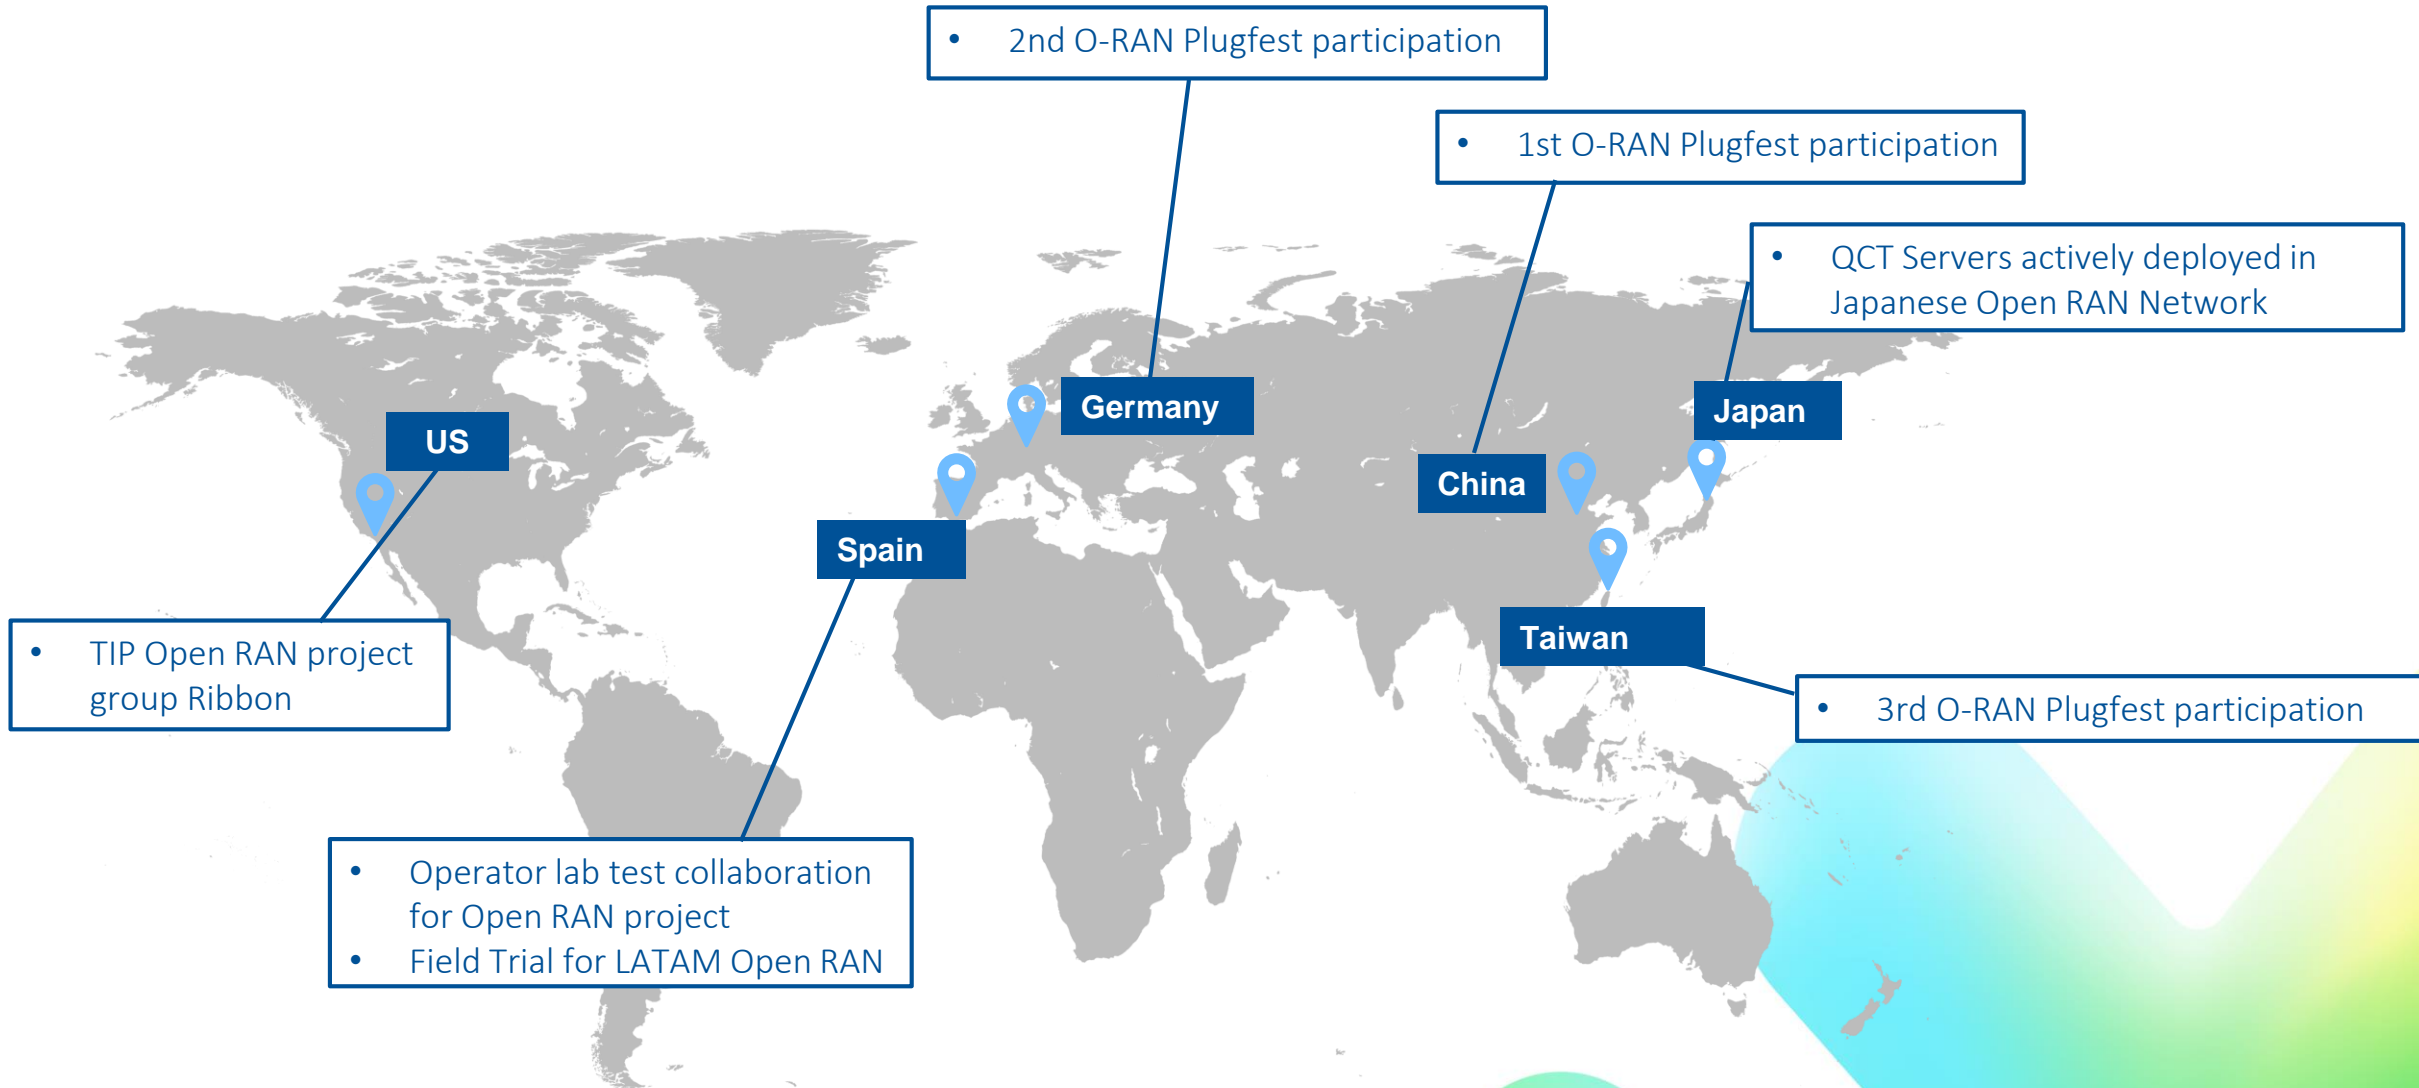 • 2nd O-RAN Plugfest participation
• 1st O-RAN Plugfest participation
• QCT Servers actively deployed in
Japanese Open RAN Network
Germany
Japan
US
China
Spain
Taiwan
• TIP Open RAN project
group Ribbon
• 3rd O-RAN Plugfest participation
• Operator lab test collaboration
for Open RAN project
• Field Trial for LATAM Open RAN